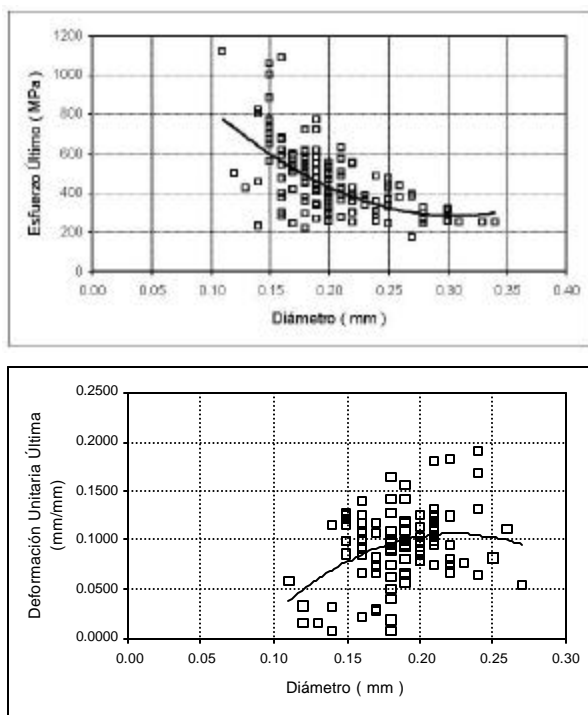 Esfuerzo Último ( MPa )
1200
1000
800
600
400
200
0
0.00 0.05 0.10 0.15 0.20 0.25 0.30 0.35 0.40
Diámetro ( mm )
Deformación Unitaria Última
(mm/mm)
0.2500
0.2000
0.1500
0.1000
0.0500
0.0000
0.00 0.05 0.10 0.15 0.20 0.25 0.30
Diámetro ( mm )